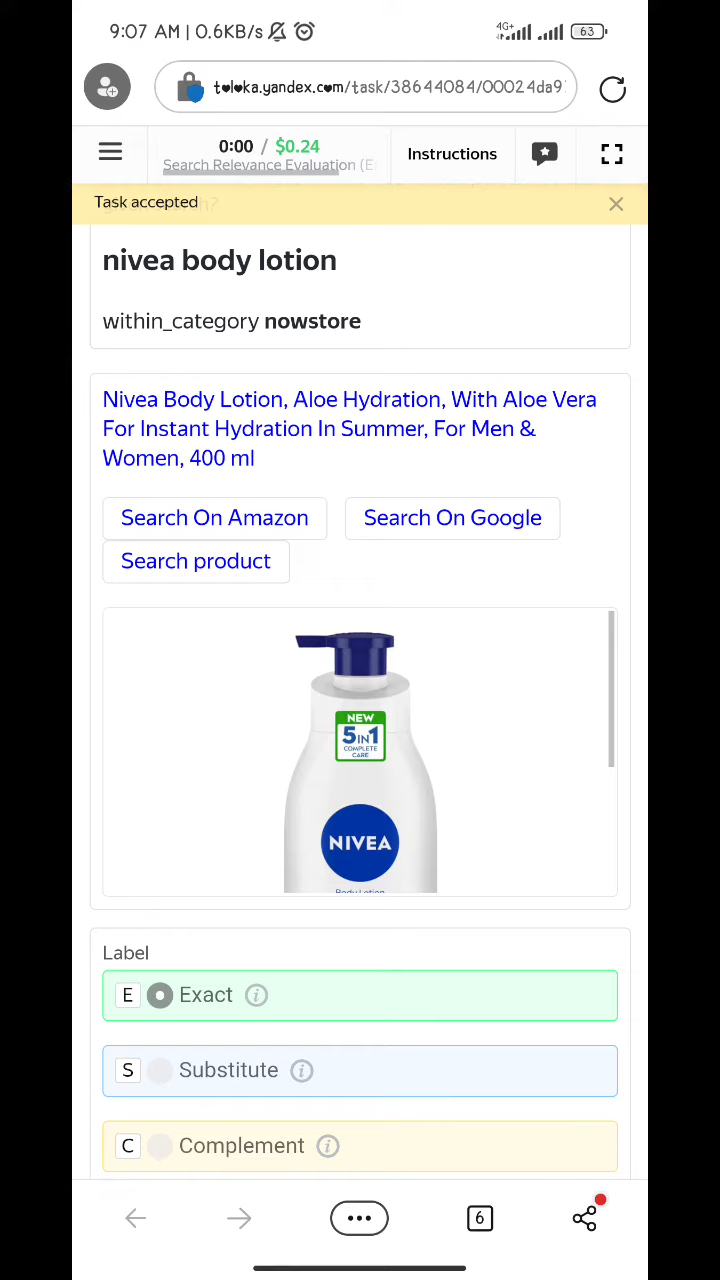 9:07 AM | 0.6KB/s
4G+
63
t♥l♥ka.yandex.c♥m/task/38644084/00024da9
0:00 / $0.24
Search Relevance Evaluation (E
Instructions
Task accepted
nivea body lotion
within_category nowstore
Nivea Body Lotion, Aloe Hydration, With Aloe Vera
For Instant Hydration In Summer, For Men &
Women, 400 ml
Search On Amazon
Search On Google
Search product
NEW
5IN1
COMPLETE
CARE
NIVEA
Body Lotion
Label
E Exact
S Substitute
C Complement
6